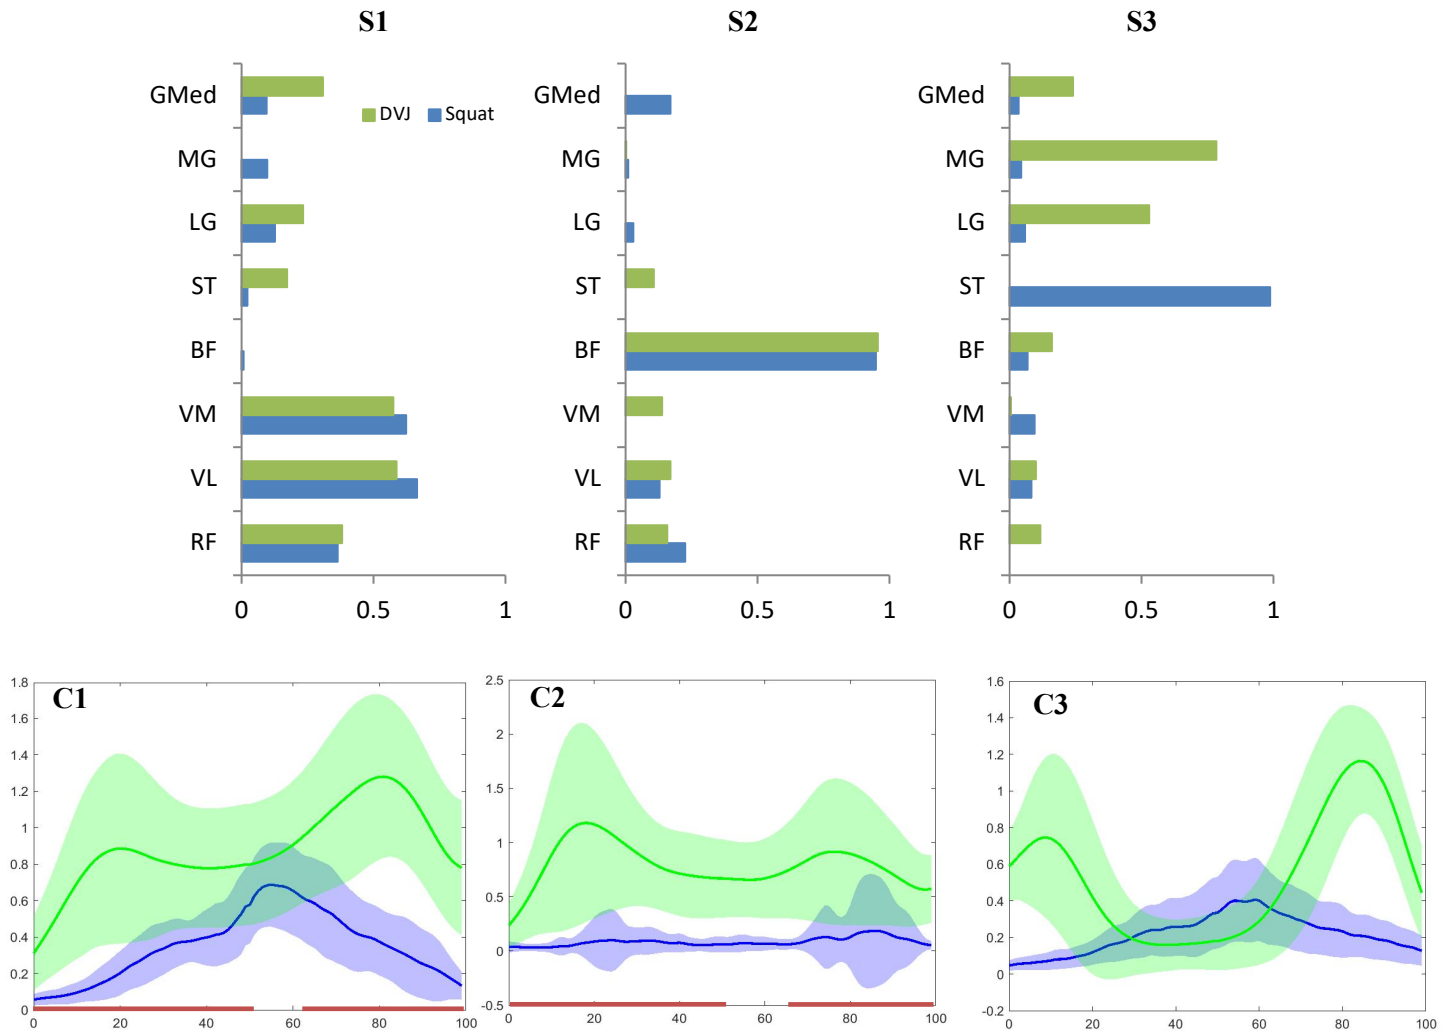 S1 S2 S3
GMed GMed GMed
DVJ Squat
MG MG MG
LG LG LG
ST ST ST
BF BF BF
VM VM VM
VL VL VL
RF RF RF
0 0.5 1 0 0.5 1 0 0.5 1
C1
1.8
1.6
1.4
1.2
1
0.8
0.6
0.4
0.2
0
0 20 40 60 80 100
C2
2.5
2
1.5
1
0.5
0
-0.5
0 20 40 60 80 100
C3
1.6
1.4
1.2
1
0.8
0.6
0.4
0.2
0
-0.2
0 20 40 60 80 100